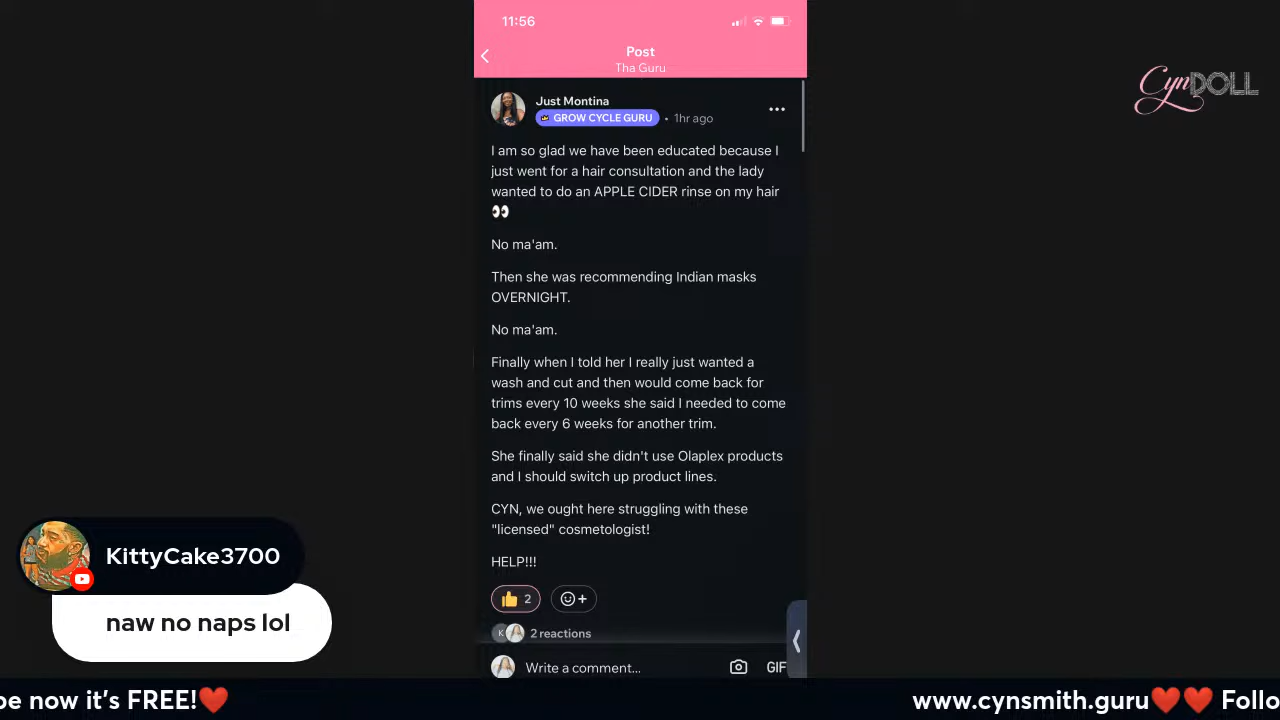 11:56
Post
Tha Guru
CynDOLL
Just Montina
GROW CYCLE GURU • 1hr ago
I am so glad we have been educated because I
just went for a hair consultation and the lady
wanted to do an APPLE CIDER rinse on my hair
👀
No ma'am.
Then she was recommending Indian masks
OVERNIGHT.
No ma'am.
Finally when I told her I really just wanted a
wash and cut and then would come back for
trims every 10 weeks she said I needed to come
back every 6 weeks for another trim.
She finally said she didn't use Olaplex products
and I should switch up product lines.
CYN, we ought here struggling with these
"licensed" cosmetologist!
HELP!!!
👍 2
K 2 reactions
Write a comment...
GIF
KittyCake3700
naw no naps lol
pe now it's FREE!❤️
www.cynsmith.guru❤️❤️ Follo